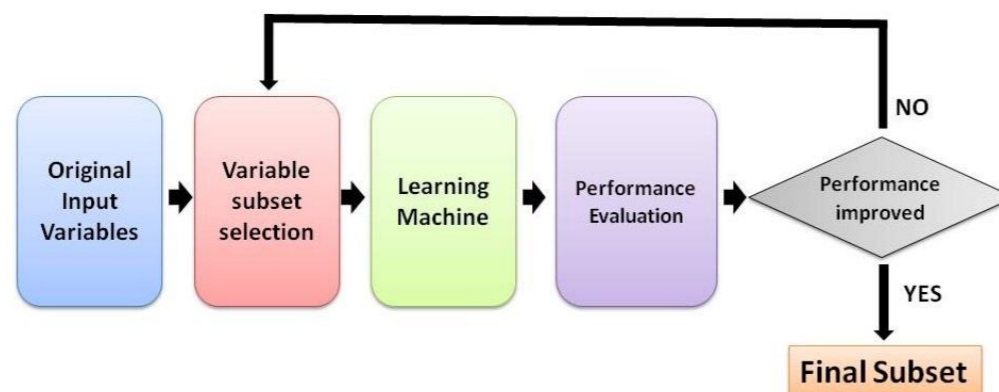 Original
Input
Variables
Variable
subset
selection
Learning
Machine
Performance
Evaluation
Performance
improved
NO
YES
Final Subset